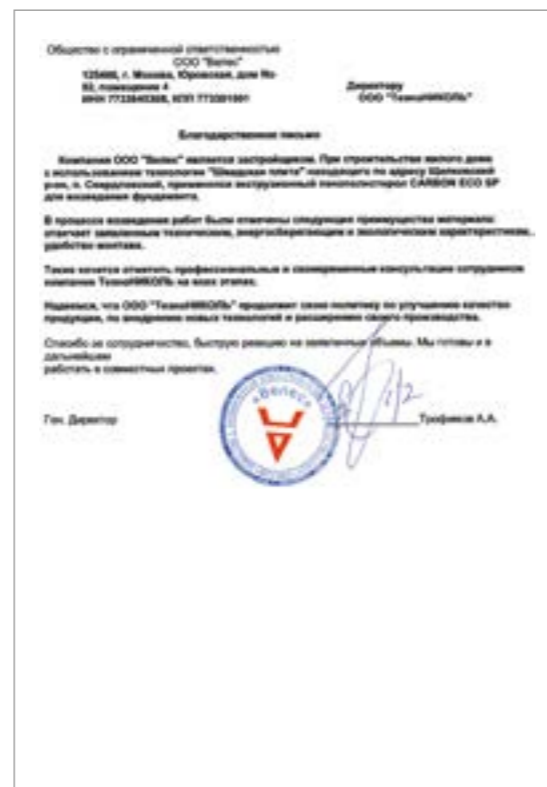 Общество с ограниченной ответственностью
ООО "Велес"
г. Москва, Юровская, дом No
помещение 4
ИНН КПП
Директору
ООО "ТехноНИКОЛЬ"
Благодарственное письмо
Компания ООО "Велес" является застройщиком. При строительстве жилого дома
с использованием технологии "Шведская плита" находящего по адресу Щелковский
р-он, п. Свердловский, применялся экструзионный пенополистирол CARBON ECO SP
для возведения фундамента.
В процессе возведения работ были отмечены следующие преимущества материала:
отвечает заявленным техническим, энергосберегающим и экологическим характеристикам,
удобство монтажа.
Также хочется отметить профессиональные и своевременные консультации сотрудников
компании ТехноНИКОЛЬ на всех этапах.
Надеемся, что ООО "ТехноНИКОЛЬ" продолжит свою политику по улучшению качества
продукции, по внедрению новых технологий и расширению своего производства.
Спасибо за сотрудничество, быструю реакцию на заявленные объемы. Мы готовы и в
дальнейшем
работать в совместных проектах.
«Велес»
Ген. Директор
Трофимов А.А.